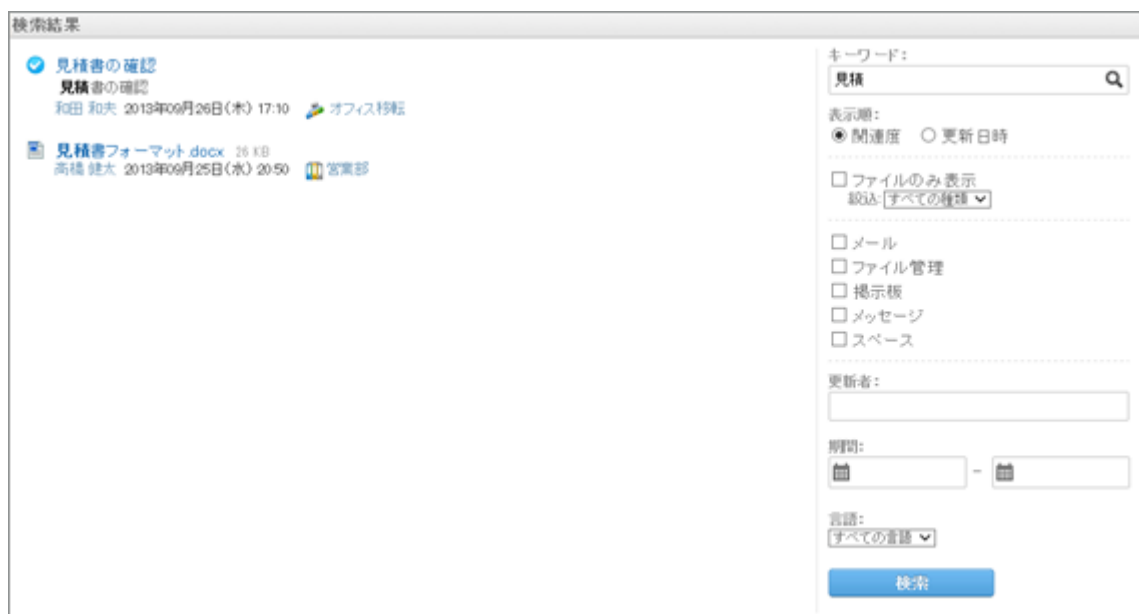 検索結果
見積書の確認
見積書の確認
和田 和夫 2013年09月26日(木) 17:10 オフィス移転
見積書フォーマット.docx 26 KB
高橋 健太 2013年09月25日(水) 20:50 営業部
キーワード:
見積
表示順:
関連度 更新日時
ファイルのみ表示
絞込: すべての種類
メール
ファイル管理
掲示板
メッセージ
スペース
更新者:
期間:
-
言語:
すべての言語
検索